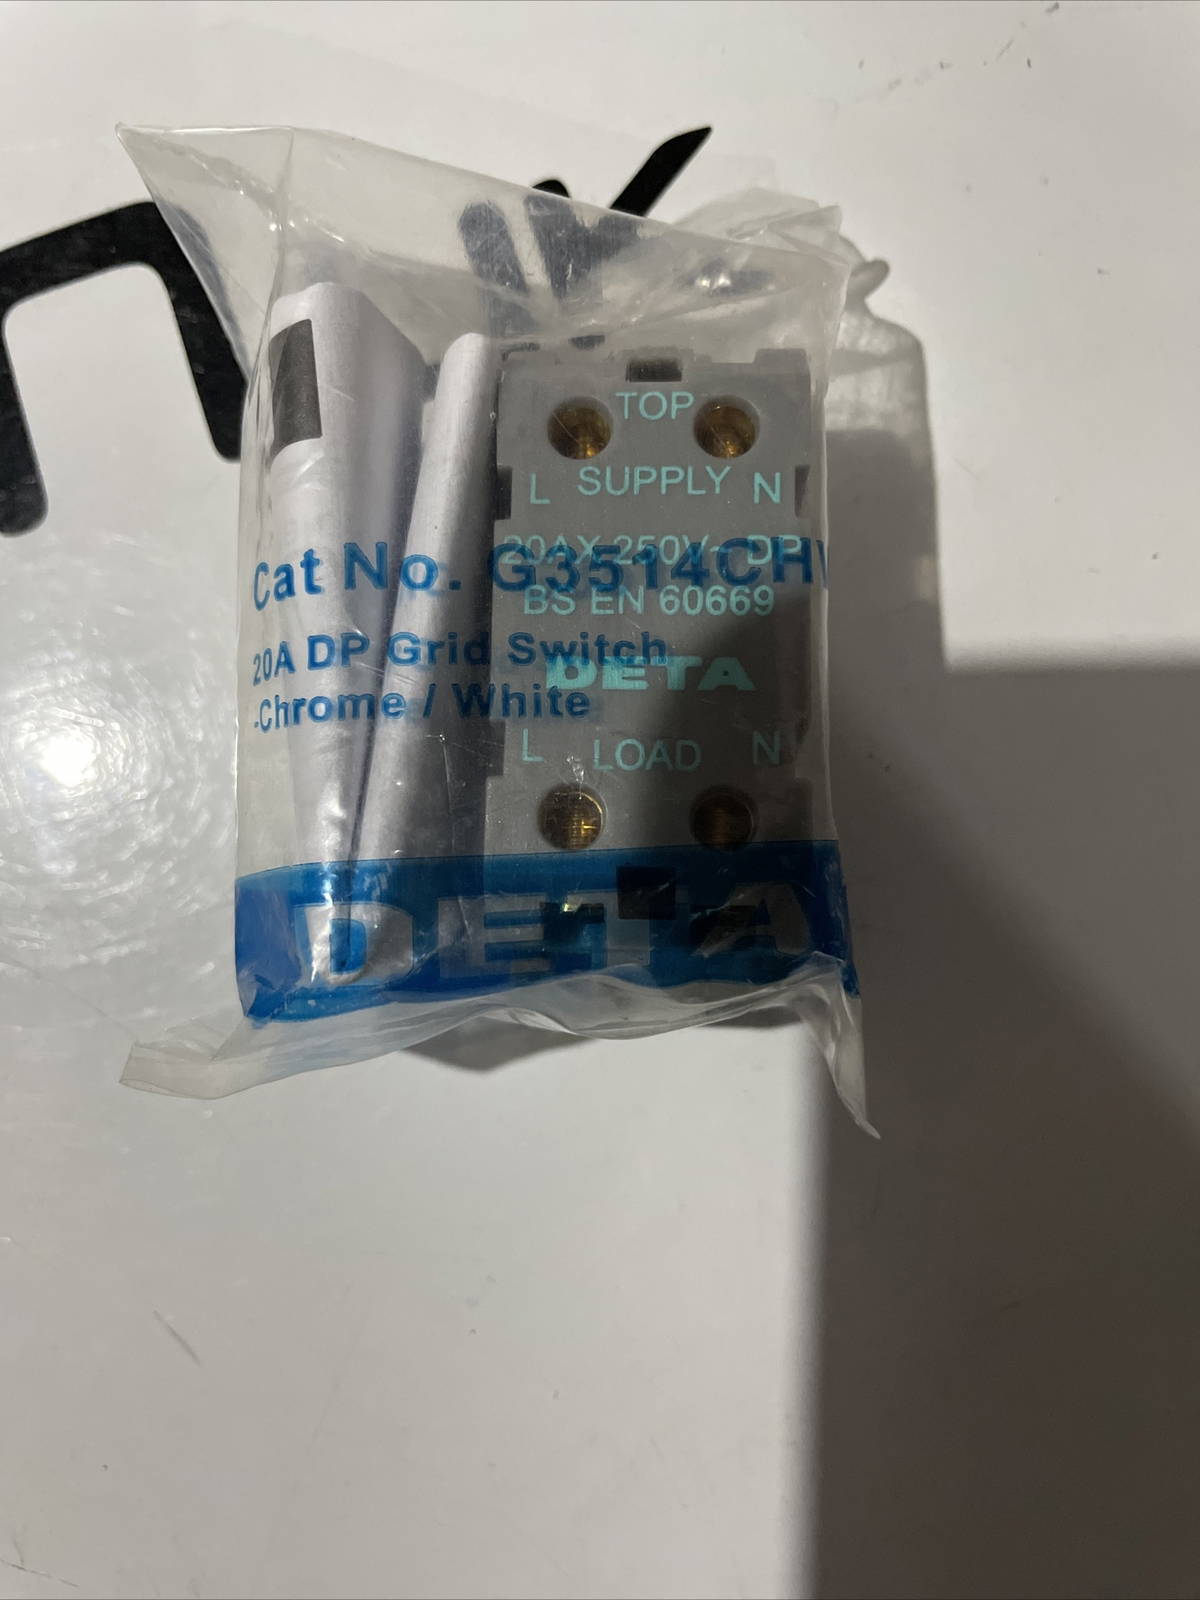 TOP
L SUPPLY N
20AX 250V~ DP
Cat No. G3514CH
BS EN 60669
20A DP Grid Switch
DETA
-Chrome / White
L LOAD N
DETA